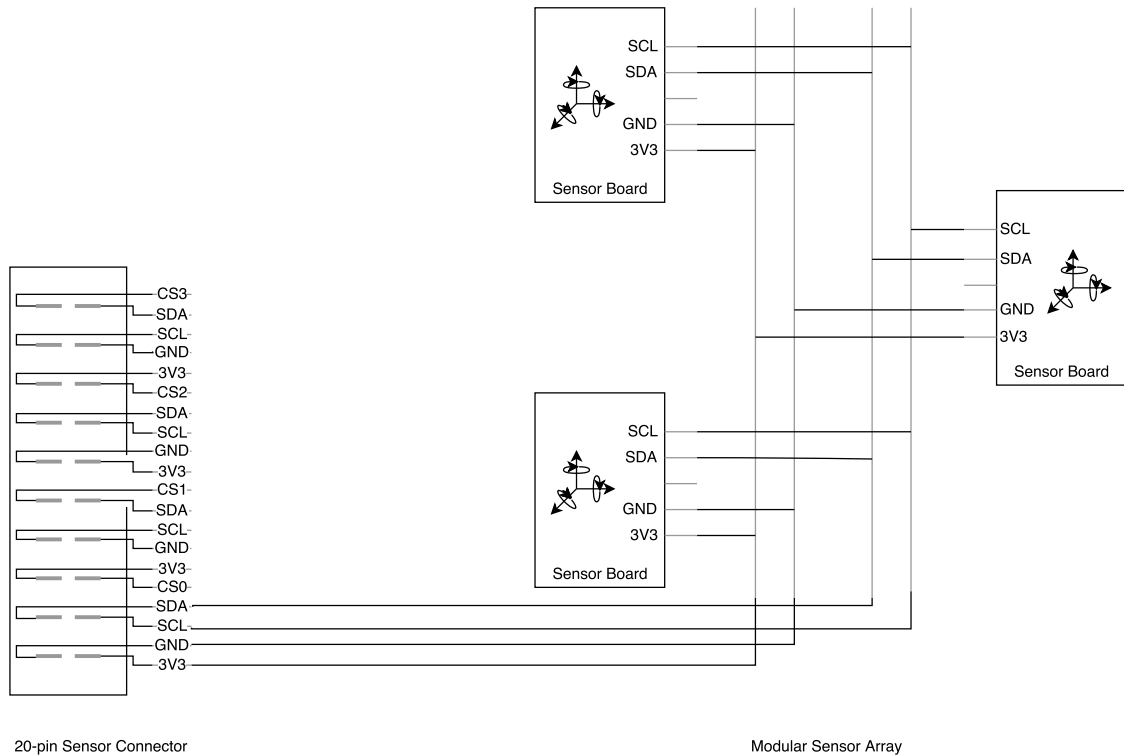 SCL
SDA
GND
3V3
Sensor Board
SCL
SDA
GND
3V3
Sensor Board
CS3
SDA
SCL
GND
3V3
CS2
SDA
SCL
GND
3V3
CS1
SDA
SCL
GND
3V3
CS0
SDA
SCL
GND
3V3
SCL
SDA
GND
3V3
Sensor Board
20-pin Sensor Connector
Modular Sensor Array